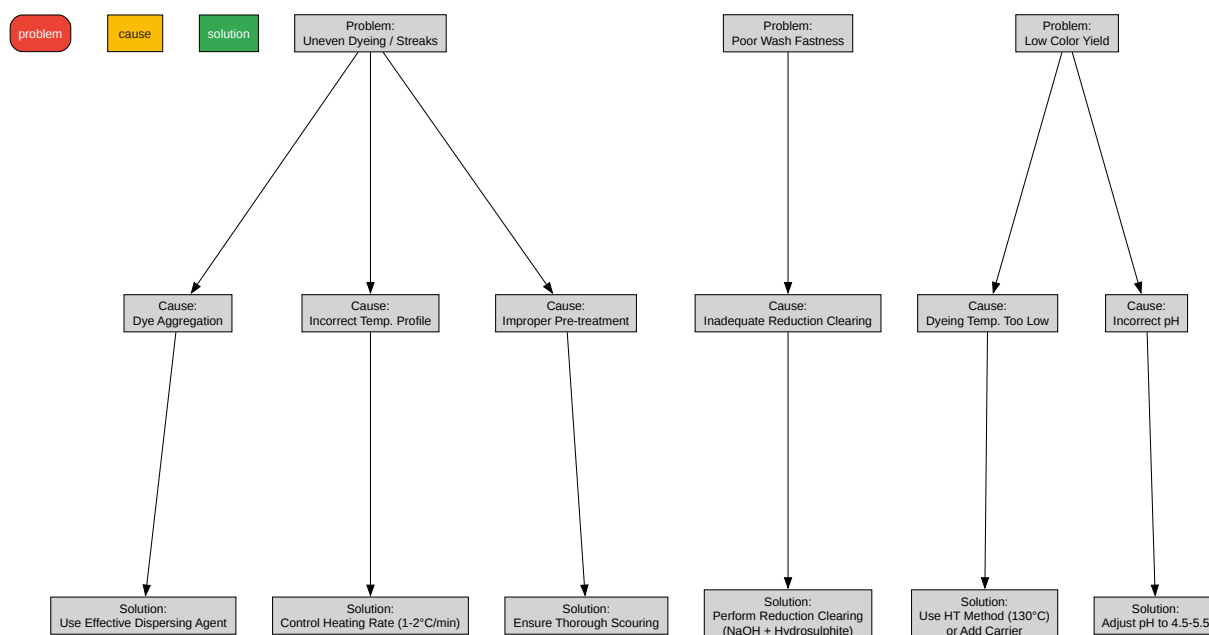 problem
cause
solution
Problem:
Uneven Dyeing / Streaks
Problem:
Poor Wash Fastness
Problem:
Low Color Yield
Cause:
Dye Aggregation
Cause:
Incorrect Temp. Profile
Cause:
Improper Pre-treatment
Cause:
Inadequate Reduction Clearing
Cause:
Dyeing Temp. Too Low
Cause:
Incorrect pH
Solution:
Use Effective Dispersing Agent
Solution:
Control Heating Rate (1-2°C/min)
Solution:
Ensure Thorough Scouring
Solution:
Perform Reduction Clearing
(NaOH + Hydrosulphite)
Solution:
Use HT Method (130°C)
or Add Carrier
Solution:
Adjust pH to 4.5-5.5